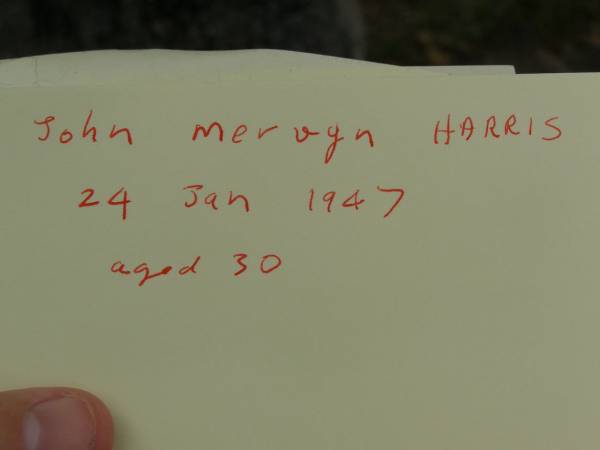 John Mervyn HARRIS
24 Jan 1947
aged 30